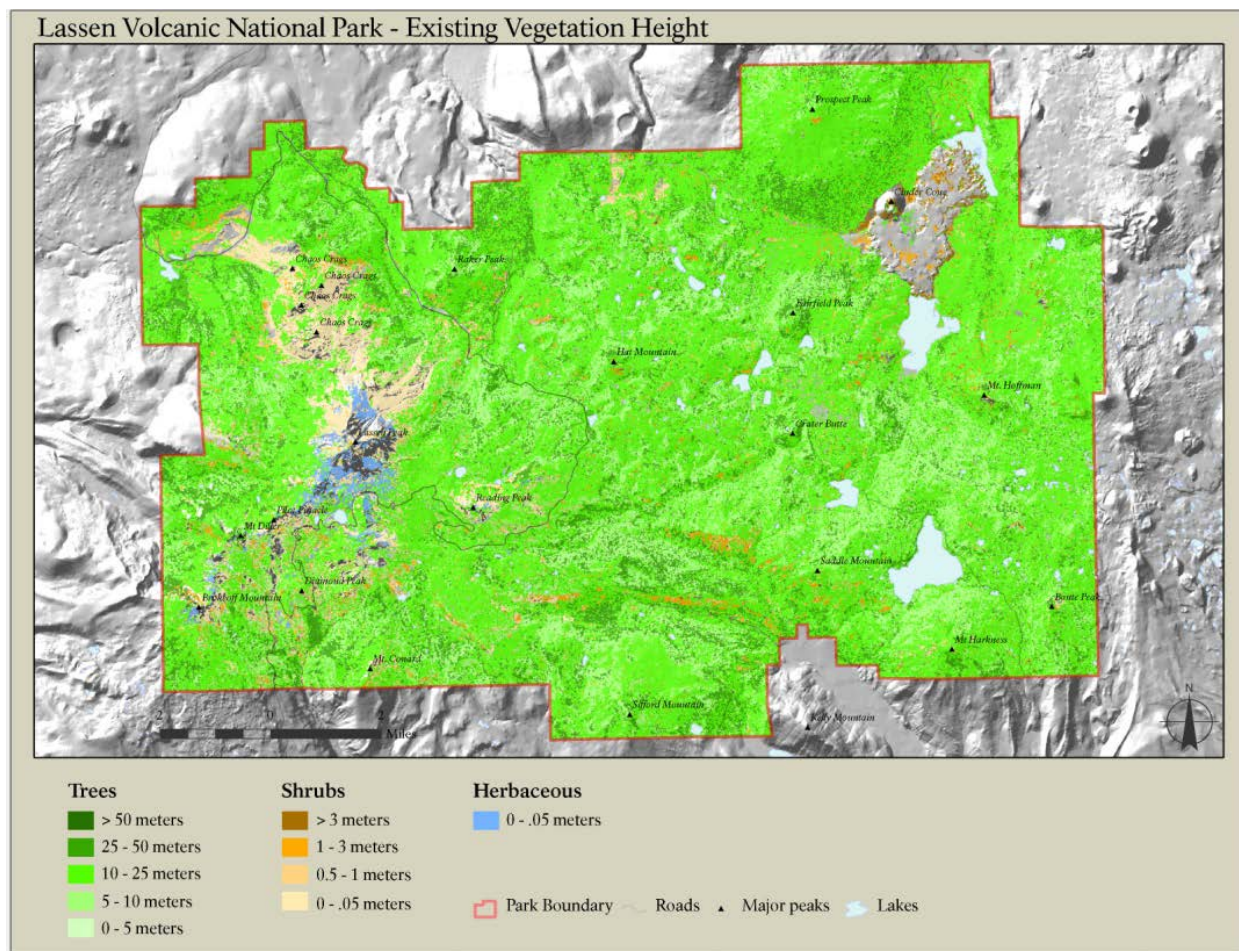 Lassen Volcanic National Park - Existing Vegetation Height
Prospect Peak
Cinder Cone
Chaos Crags
Raker Peak
Chaos Crags
Chaos Crags
Fairfield Peak
Chaos Crags
Hat Mountain
Mt. Hoffman
Crater Butte
Lassen Peak
Reading Peak
Pilot Pinacle
Mt Diller
Saddle Mountain
Diamond Peak
Brokeoff Mountain
Bonte Peak
Mt Harkness
Mt. Conard
N
Sifford Mountain
2 0 2
Kelly Mountain
Miles
Trees
> 50 meters
25 - 50 meters
10 - 25 meters
5 - 10 meters
0 - 5 meters
Shrubs
> 3 meters
1 - 3 meters
0.5 - 1 meters
0 - .05 meters
Herbaceous
0 - .05 meters
Park Boundary
Roads
Major peaks
Lakes